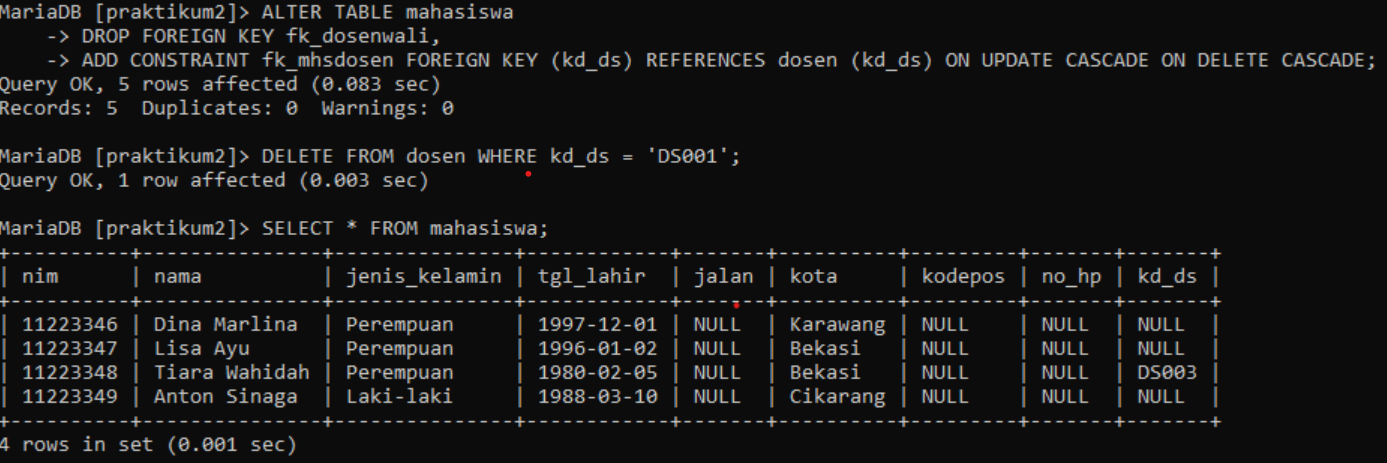 MariaDB [praktikum2]> ALTER TABLE mahasiswa
    -> DROP FOREIGN KEY fk_dosenwali,
    -> ADD CONSTRAINT fk_mhsdosen FOREIGN KEY (kd_ds) REFERENCES dosen (kd_ds) ON UPDATE CASCADE ON DELETE CASCADE;
Query OK, 5 rows affected (0.083 sec)
Records: 5  Duplicates: 0  Warnings: 0

MariaDB [praktikum2]> DELETE FROM dosen WHERE kd_ds = 'DS001';
Query OK, 1 row affected (0.003 sec)

MariaDB [praktikum2]> SELECT * FROM mahasiswa;
+----------+---------------+---------------+------------+-------+----------+---------+-------+-------+
| nim      | nama          | jenis_kelamin | tgl_lahir  | jalan | kota     | kodepos | no_hp | kd_ds |
+----------+---------------+---------------+------------+-------+----------+---------+-------+-------+
| 11223346 | Dina Marlina  | Perempuan     | 1997-12-01 | NULL  | Karawang | NULL    | NULL  | NULL  |
| 11223347 | Lisa Ayu      | Perempuan     | 1996-01-02 | NULL  | Bekasi   | NULL    | NULL  | NULL  |
| 11223348 | Tiara Wahidah | Perempuan     | 1980-02-05 | NULL  | Bekasi   | NULL    | NULL  | DS003 |
| 11223349 | Anton Sinaga  | Laki-laki     | 1988-03-10 | NULL  | Cikarang | NULL    | NULL  | NULL  |
+----------+---------------+---------------+------------+-------+----------+---------+-------+-------+
4 rows in set (0.001 sec)